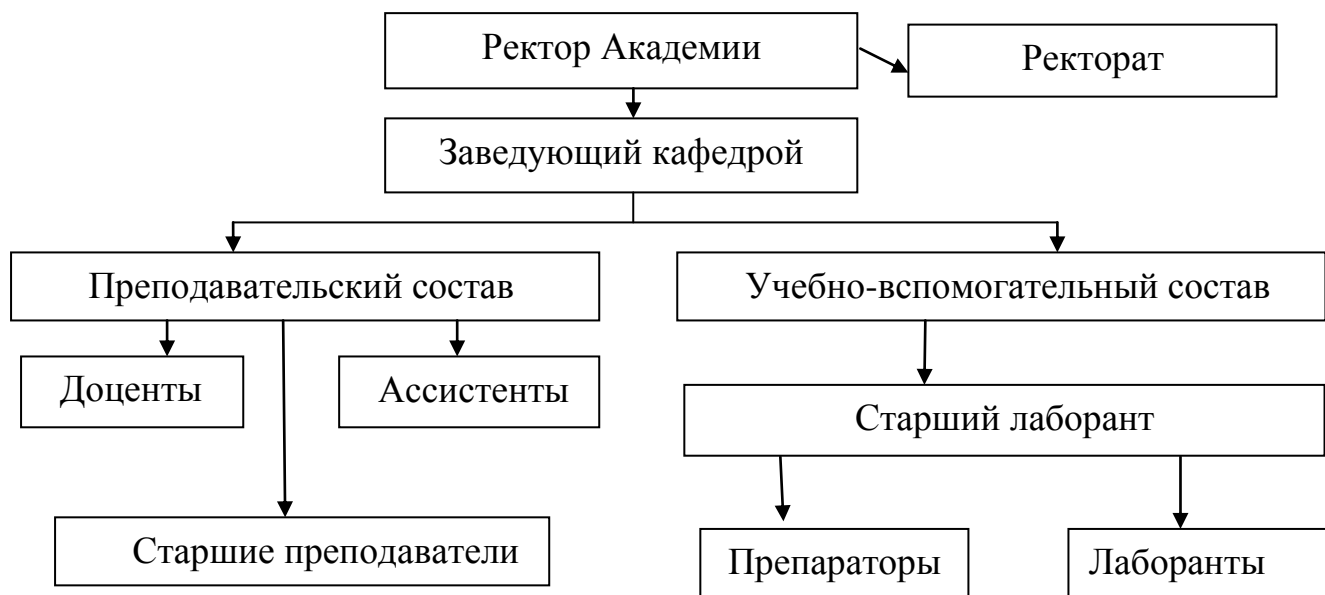 Ректор Академии
Ректорат
Заведующий кафедрой
Преподавательский состав
Учебно-вспомогательный состав
Доценты
Ассистенты
Старший лаборант
Старшие преподаватели
Препараторы
Лаборанты